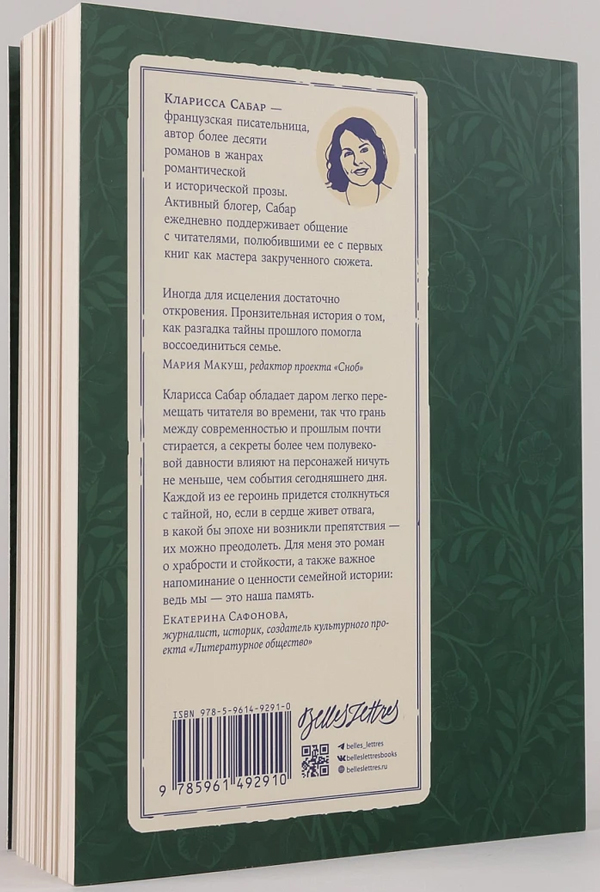 Кларисса Сабар —
французская писательница,
автор более десяти
романов в жанрах
романтической
и исторической прозы.
Активный блогер, Сабар
ежедневно поддерживает общение
с читателями, полюбившими ее с первых
книг как мастера закрученного сюжета.
Иногда для исцеления достаточно
откровения. Пронзительная история о том,
как разгадка тайны прошлого помогла
воссоединиться семье.
Мария Макуш, редактор проекта «Сноб»
Кларисса Сабар обладает даром легко пере-
мещать читателя во времени, так что грань
между современностью и прошлым почти
стирается, а секреты более чем полувеко-
вой давности влияют на персонажей ничуть
не меньше, чем события сегодняшнего дня.
Каждой из ее героинь придется столкнуться
с тайной, но, если в сердце живет отвага,
в какой бы эпохе ни возникли препятствия —
их можно преодолеть. Для меня это роман
о храбрости и стойкости, а также важное
напоминание о ценности семейной истории:
ведь мы — это наша память.
Екатерина Сафонова,
журналист, историк, создатель культурного про-
екта «Литературное общество»
ISBN 978-5-9614-9291-0
9 785961 492910
Belles Lettres
belles_lettres
belleslettresbooks
belleslettres.ru